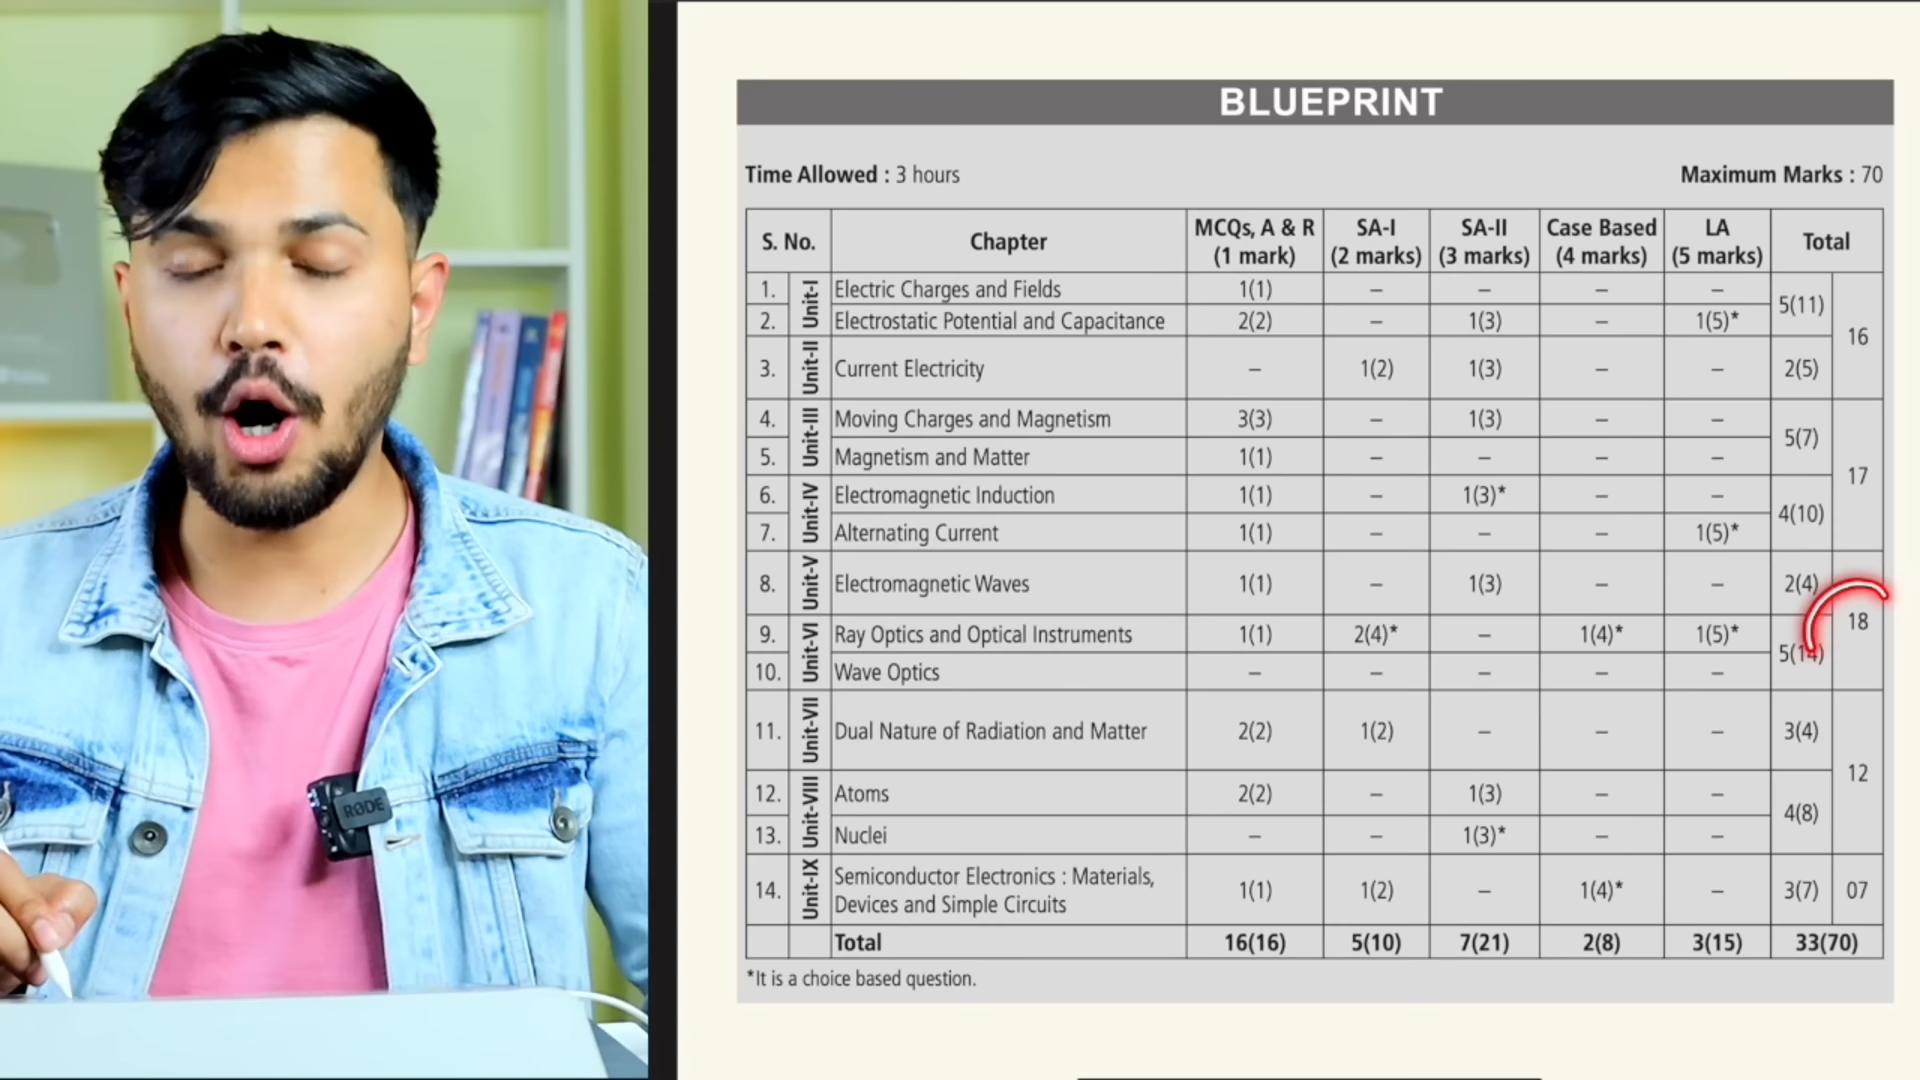 BLUEPRINT
Time Allowed : 3 hours Maximum Marks : 70
S. No. Chapter MCQs, A & R (1 mark) SA-I (2 marks) SA-II (3 marks) Case Based (4 marks) LA (5 marks) Total
1. Unit-I Electric Charges and Fields 1(1) – – – – 5(11) 16
2. Electrostatic Potential and Capacitance 2(2) – 1(3) – 1(5)*
3. Unit-II Current Electricity – 1(2) 1(3) – – 2(5)
4. Unit-III Moving Charges and Magnetism 3(3) – 1(3) – – 5(7) 17
5. Magnetism and Matter 1(1) – – – –
6. Unit-IV Electromagnetic Induction 1(1) – 1(3)* – – 4(10)
7. Alternating Current 1(1) – – – 1(5)*
8. Unit-V Electromagnetic Waves 1(1) – 1(3) – – 2(4) 18
9. Unit-VI Ray Optics and Optical Instruments 1(1) 2(4)* – 1(4)* 1(5)* 5(14)
10. Wave Optics – – – – –
11. Unit-VII Dual Nature of Radiation and Matter 2(2) 1(2) – – – 3(4) 12
12. Unit-VIII Atoms 2(2) – 1(3) – – 4(8)
13. Nuclei – – 1(3)* – –
14. Unit-IX Semiconductor Electronics : Materials, Devices and Simple Circuits 1(1) 1(2) – 1(4)* – 3(7) 07
Total 16(16) 5(10) 7(21) 2(8) 3(15) 33(70)
*It is a choice based question.
RØDE